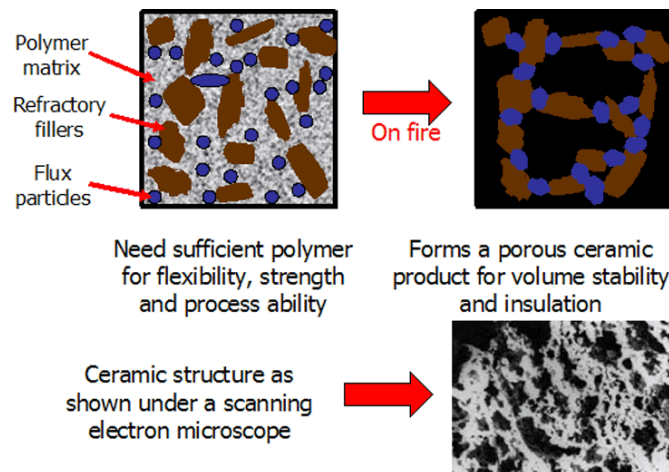 Polymer
matrix
Refractory
fillers
Flux
particles
On fire
Need sufficient polymer
for flexibility, strength
and process ability
Forms a porous ceramic
product for volume stability
and insulation
Ceramic structure as
shown under a scanning
electron microscope